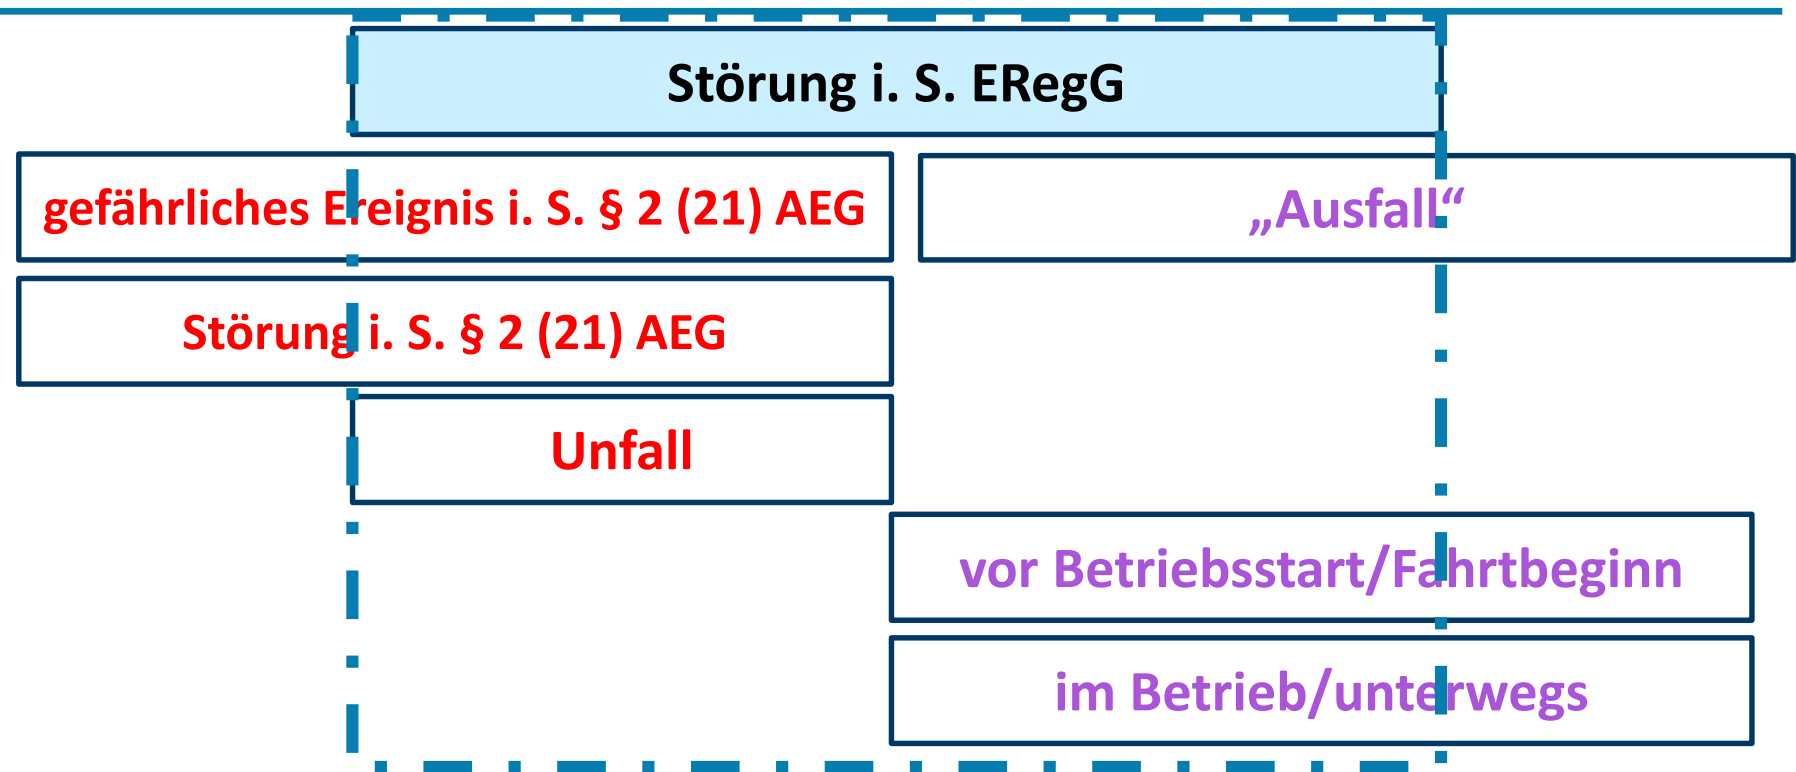 Störung i. S. ERegG
gefährliches Ereignis i. S. § 2 (21) AEG
„Ausfall“
Störung i. S. § 2 (21) AEG
Unfall
vor Betriebsstart/Fahrtbeginn
im Betrieb/unterwegs